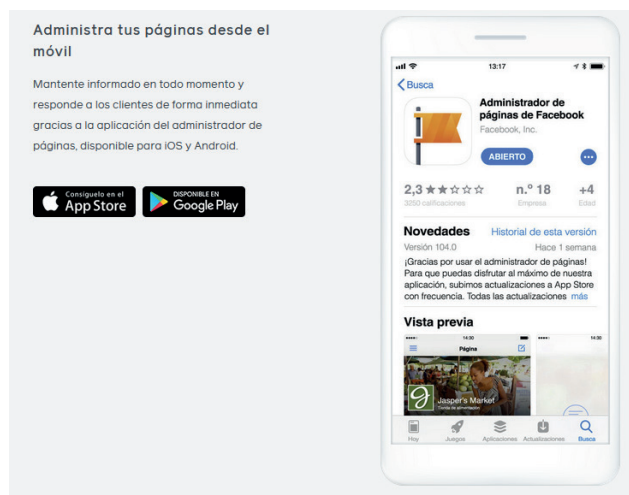 Administra tus páginas desde el
móvil
Mantente informado en todo momento y
responde a los clientes de forma inmediata
gracias a la aplicación del administrador de
páginas, disponible para iOS y Android.
Consíguelo en el
App Store
DISPONIBLE EN
Google Play
13:17
Busca
Administrador de
páginas de Facebook
Facebook, Inc.
ABIERTO
2,3 ★★☆☆☆ n.º 18 +4
3250 calificaciones Empresa Edad
Novedades Historial de esta versión
Versión 104.0 Hace 1 semana
¡Gracias por usar el administrador de páginas!
Para que puedas disfrutar al máximo de nuestra
aplicación, subimos actualizaciones a App Store
con frecuencia. Todas las actualizaciones más
Vista previa
14:30 14:30
Página
Jasper's Market
Tienda de alimentación
Hoy Juegos Aplicaciones Actualizaciones Busca